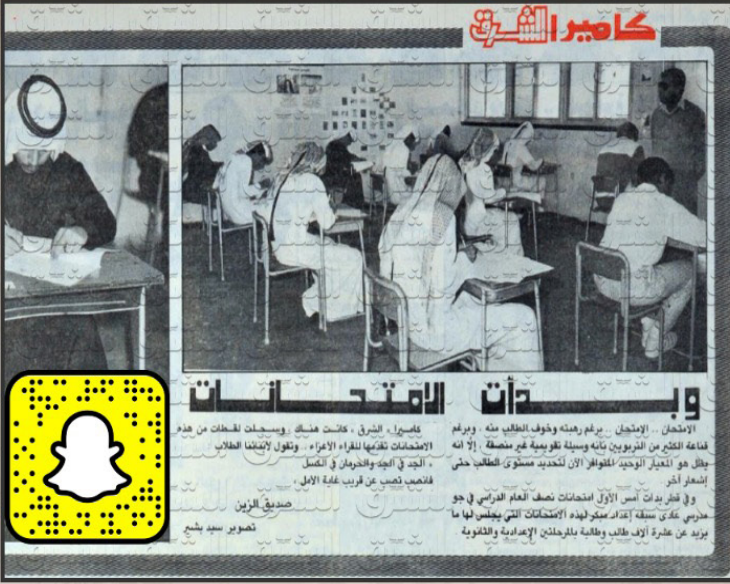 كاميرا الشرق
وبدأت الامتحانات
الامتحان .. الامتحان .. برغم رهبته وخوف الطالب منه . وبرغم
قناعة الكثير من التربويين بأنه وسيلة تقويمية غير منصفة . إلا أنه
يظل هو المعيار الوحيد المتوافر الآن لتحديد مستوى الطالب حتى
إشعار آخر
وفي قطر بدأت أمس الأول امتحانات نصف العام الدراسي في جو
مدرسي عادي سبقه إعداد مبكر لهذه الامتحانات التي يجلس لها ما
يزيد عن عشرة آلاف طالب وطالبة بالمرحلتين الإعدادية والثانوية
كاميرا . الشرق . كانت هناك . وسجلت لقطات من هذه
الامتحانات تقدمها للقراء الأعزاء .. وتقول لأبنائنا الطلاب
. الجد في الجد والحرمان في الكسل
فانصب تصب عن قريب غاية الأمل .
صديق الزين
تصوير سيد بشير